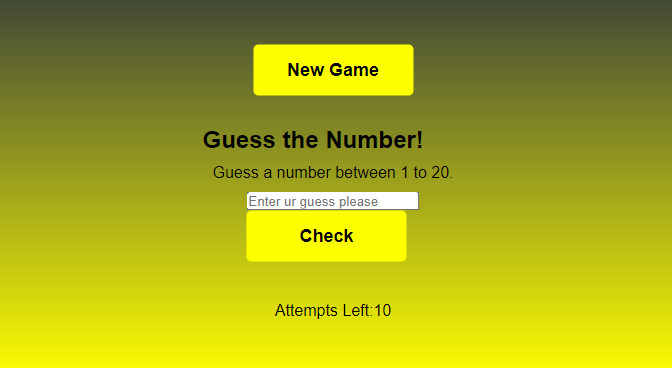 New Game
Guess the Number!
Guess a number between 1 to 20.
Enter ur guess please
Check
Attempts Left:10